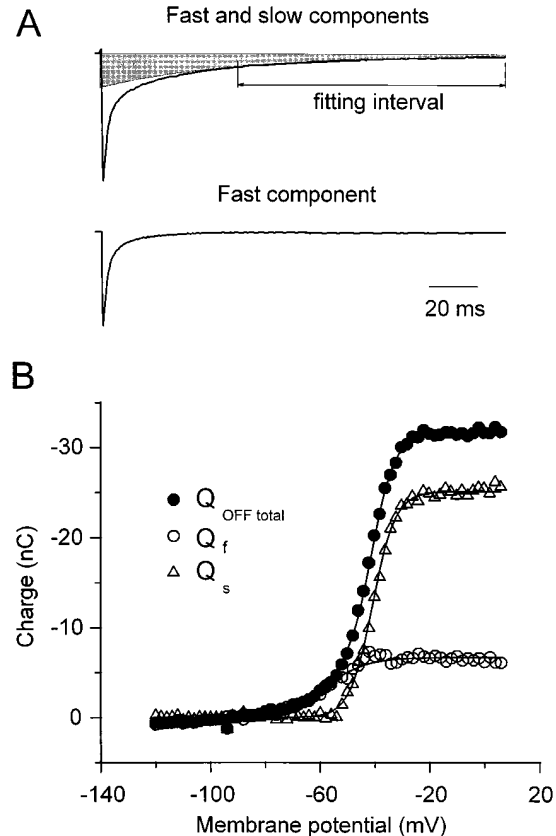 A
Fast and slow components
fitting interval
Fast component
20 ms
B
-30
-20
-10
0
Charge (nC)
Q OFF total
Q f
Q s
-140
-100
-60
-20
20
Membrane potential (mV)